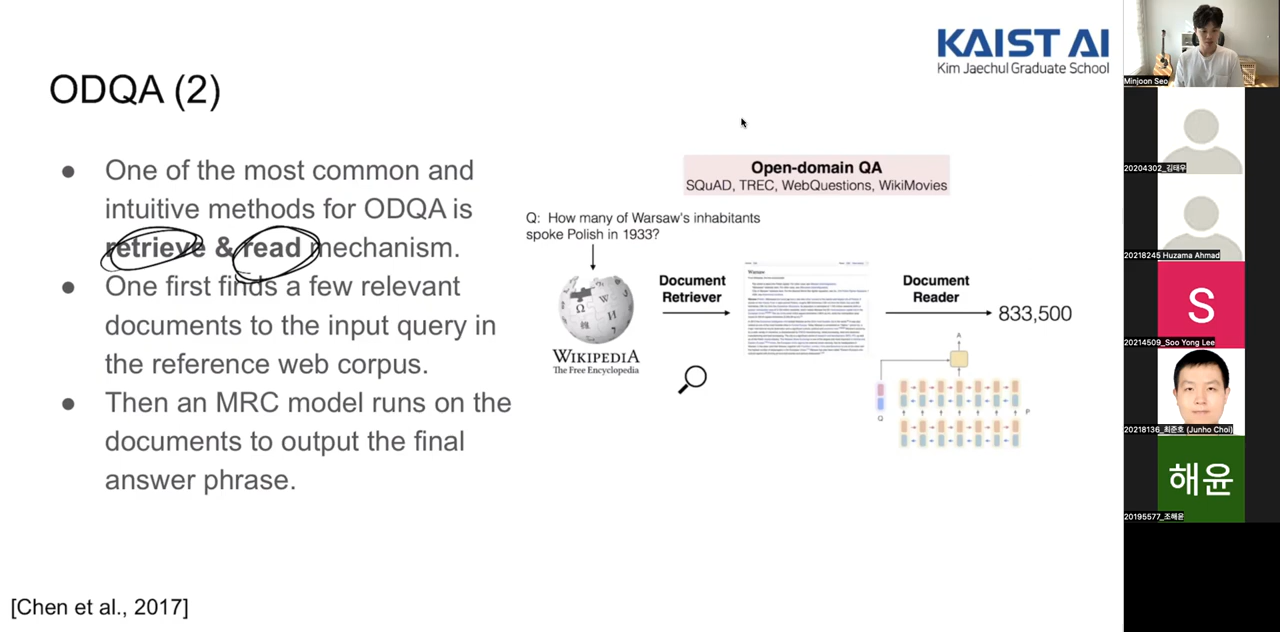 KAIST AI
Kim Jaechul Graduate School
ODQA (2)
● One of the most common and
intuitive methods for ODQA is
retrieve & read mechanism.
● One first finds a few relevant
documents to the input query in
the reference web corpus.
● Then an MRC model runs on the
documents to output the final
answer phrase.
Open-domain QA
SQuAD, TREC, WebQuestions, WikiMovies
Q: How many of Warsaw's inhabitants
spoke Polish in 1933?
WIKIPEDIA
The Free Encyclopedia
Document
Retriever
Warsaw
Document
Reader
833,500
A
Q
P
[Chen et al., 2017]
Minjoon Seo
20204302_김태우
20218245 Huzama Ahmad
S
20214509_Soo Yong Lee
20218136_최준호 (Junho Choi)
해윤
20195577_조해윤